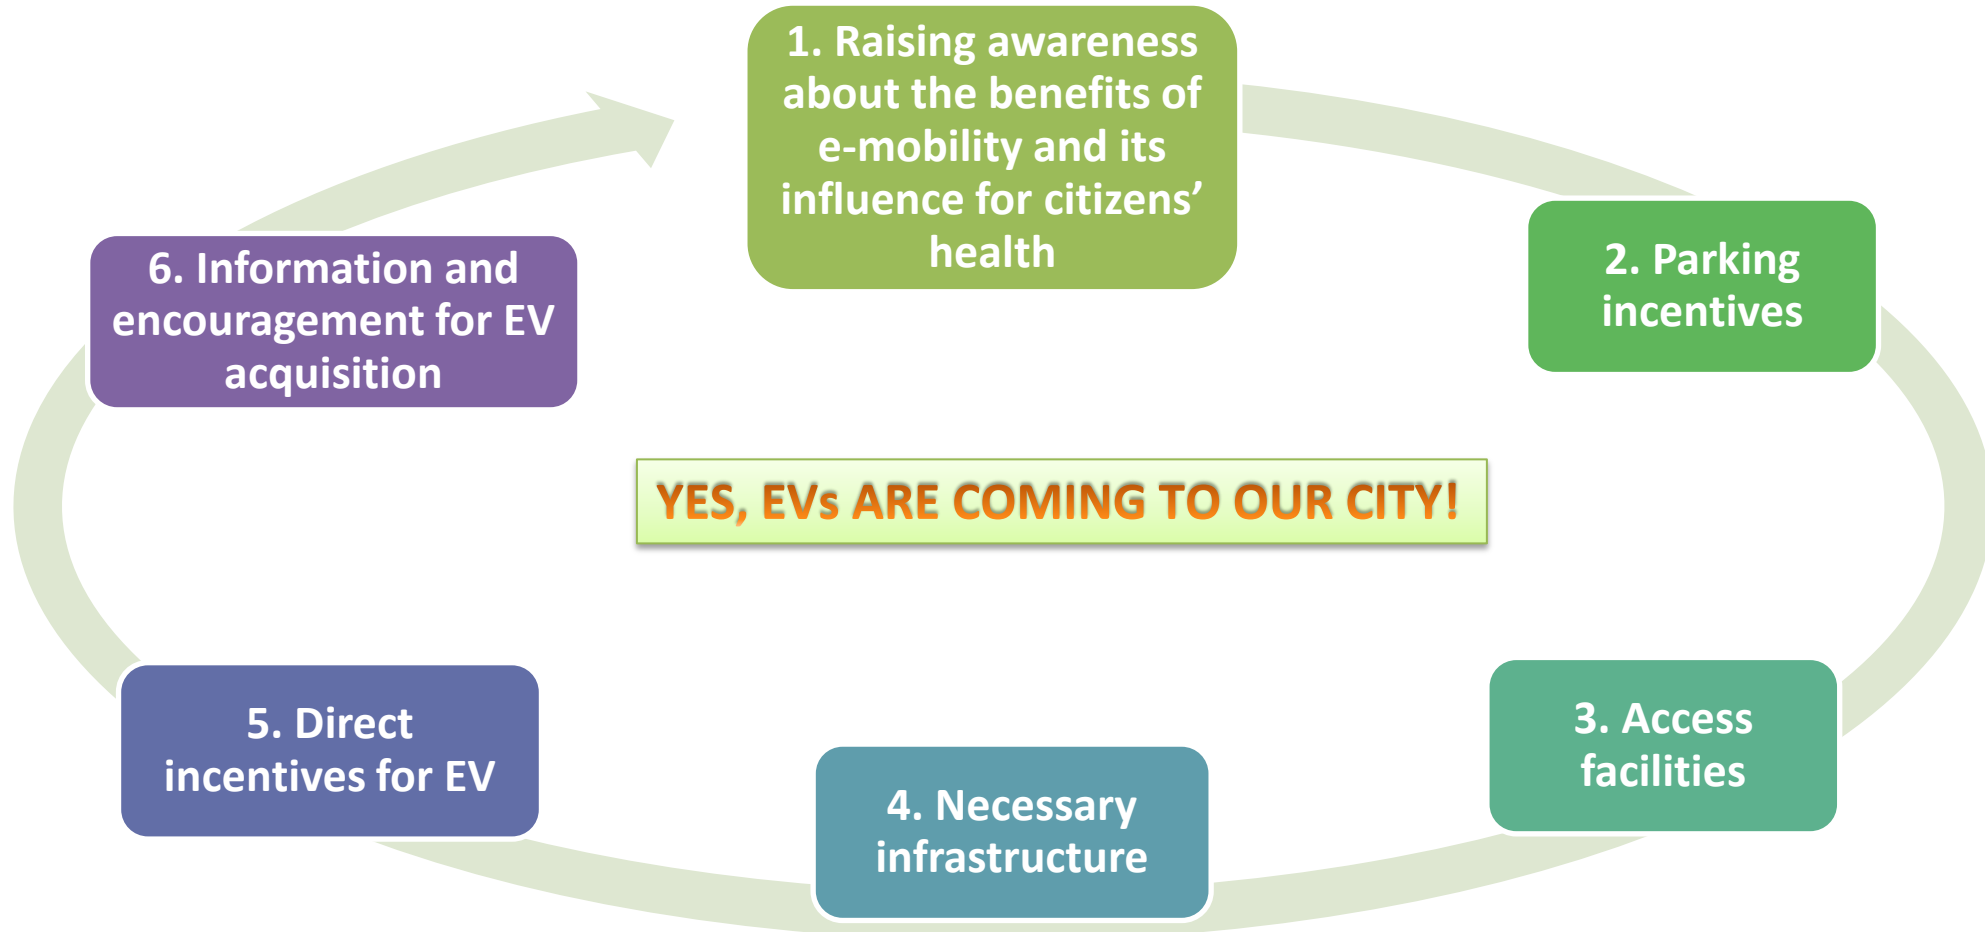 1. Raising awareness
about the benefits of
e-mobility and its
influence for citizens’
health
2. Parking
incentives
3. Access
facilities
4. Necessary
infrastructure
5. Direct
incentives for EV
6. Information and
encouragement for EV
acquisition
YES, EVs ARE COMING TO OUR CITY!